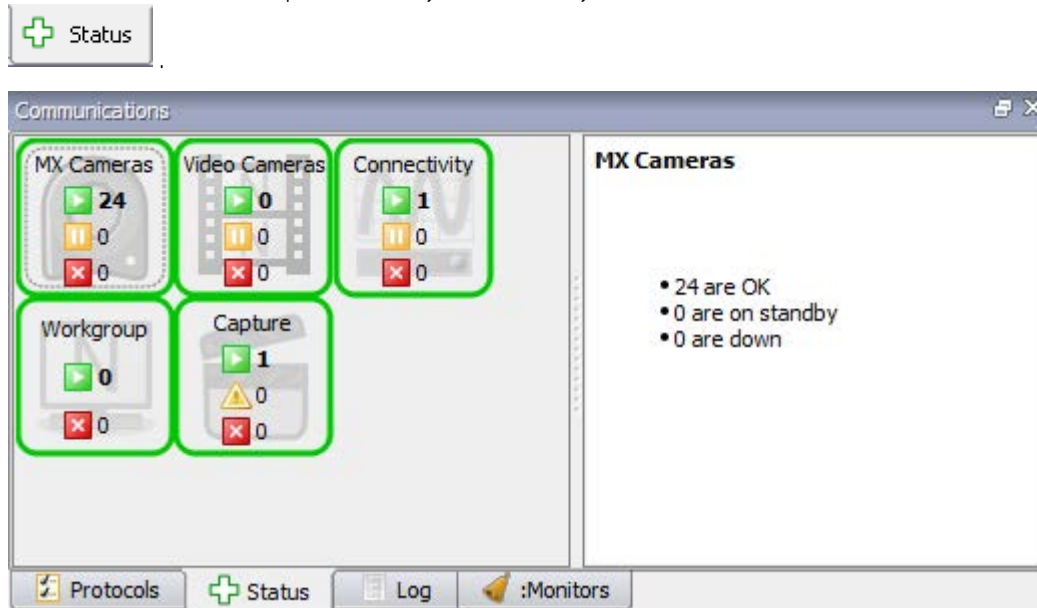 Status
.
Communications
MX Cameras
24
0
0
Video Cameras
0
0
0
Connectivity
1
0
0
Workgroup
0
0
Capture
1
0
0
MX Cameras
• 24 are OK
• 0 are on standby
• 0 are down
Protocols
Status
Log
:Monitors